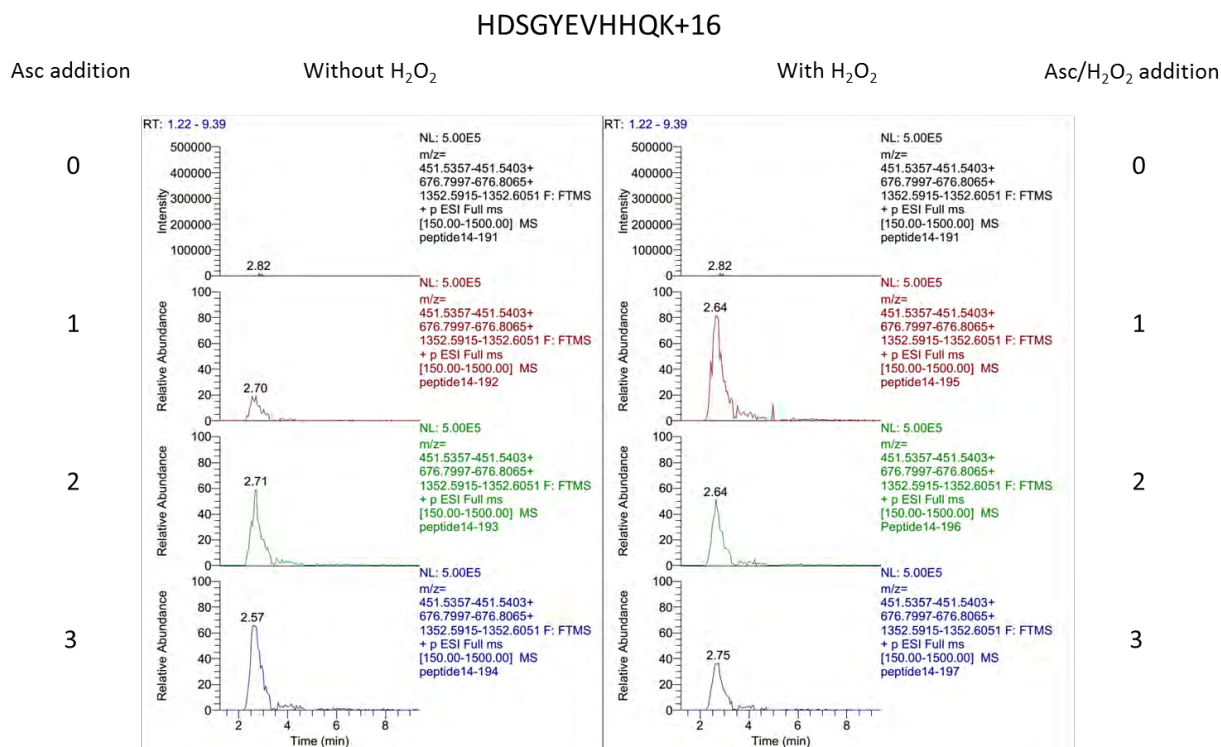 HDSGYEVHHQK+16
Asc addition
Without H₂O₂
With H₂O₂
Asc/H₂O₂ addition
RT: 1.22 - 9.39
0
500000
400000
300000
200000
100000
0
Intensity
2.82
NL: 5.00E5
m/z=
451.5357-451.5403+
676.7997-676.8065+
1352.5915-1352.6051 F: FTMS
+ p ESI Full ms
[150.00-1500.00] MS
peptide14-191
RT: 1.22 - 9.39
500000
400000
300000
200000
100000
0
Intensity
2.82
NL: 5.00E5
m/z=
451.5357-451.5403+
676.7997-676.8065+
1352.5915-1352.6051 F: FTMS
+ p ESI Full ms
[150.00-1500.00] MS
peptide14-191
0
1
100
80
60
40
20
0
Relative Abundance
2.70
NL: 5.00E5
m/z=
451.5357-451.5403+
676.7997-676.8065+
1352.5915-1352.6051 F: FTMS
+ p ESI Full ms
[150.00-1500.00] MS
peptide14-192
100
80
60
40
20
0
Relative Abundance
2.64
NL: 5.00E5
m/z=
451.5357-451.5403+
676.7997-676.8065+
1352.5915-1352.6051 F: FTMS
+ p ESI Full ms
[150.00-1500.00] MS
peptide14-195
1
2
100
80
60
40
20
0
Relative Abundance
2.71
NL: 5.00E5
m/z=
451.5357-451.5403+
676.7997-676.8065+
1352.5915-1352.6051 F: FTMS
+ p ESI Full ms
[150.00-1500.00] MS
peptide14-193
100
80
60
40
20
0
Relative Abundance
2.64
NL: 5.00E5
m/z=
451.5357-451.5403+
676.7997-676.8065+
1352.5915-1352.6051 F: FTMS
+ p ESI Full ms
[150.00-1500.00] MS
Peptide14-196
2
3
100
80
60
40
20
0
Relative Abundance
2.57
NL: 5.00E5
m/z=
451.5357-451.5403+
676.7997-676.8065+
1352.5915-1352.6051 F: FTMS
+ p ESI Full ms
[150.00-1500.00] MS
peptide14-194
2 4 6 8
Time (min)
100
80
60
40
20
0
Relative Abundance
2.75
NL: 5.00E5
m/z=
451.5357-451.5403+
676.7997-676.8065+
1352.5915-1352.6051 F: FTMS
+ p ESI Full ms
[150.00-1500.00] MS
peptide14-197
2 4 6 8
Time (min)
3